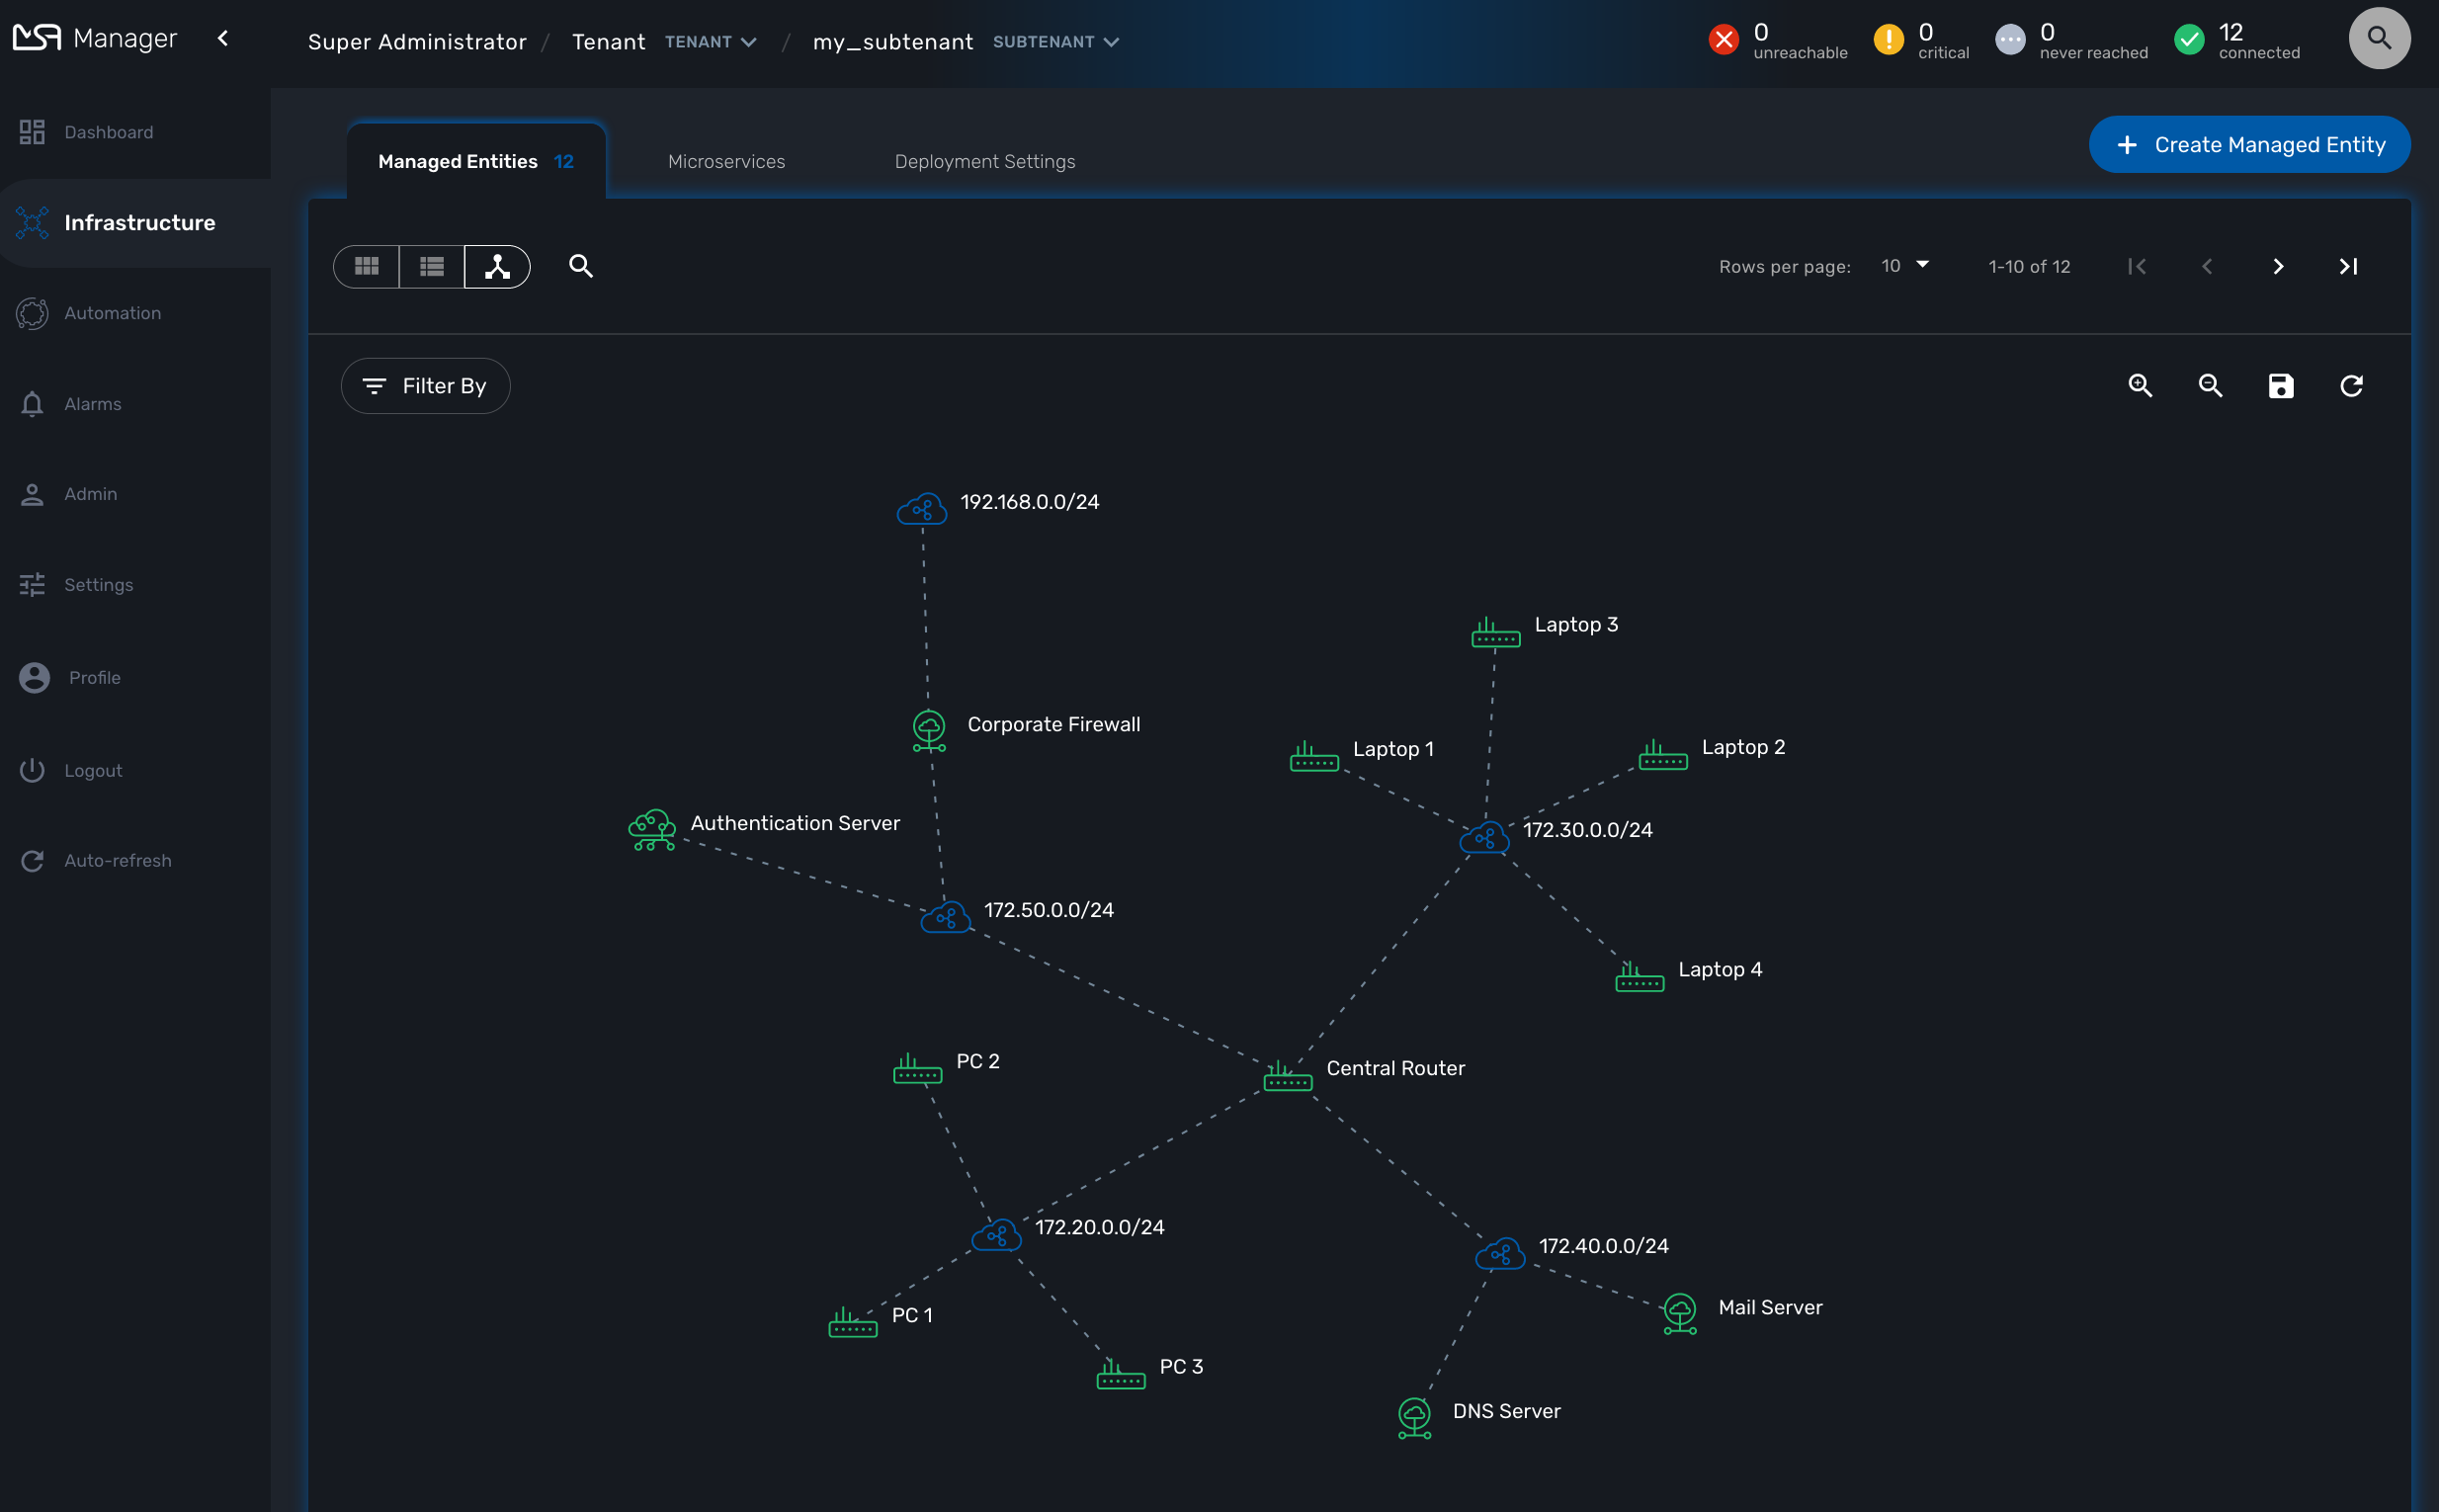 MSA Manager
Super Administrator / Tenant TENANT / my_subtenant SUBTENANT
0 unreachable
0 critical
0 never reached
12 connected
Dashboard
Infrastructure
Automation
Alarms
Admin
Settings
Profile
Logout
Auto-refresh
Managed Entities 12
Microservices
Deployment Settings
+ Create Managed Entity
Rows per page: 10
1-10 of 12
Filter By
192.168.0.0/24
Laptop 3
Corporate Firewall
Laptop 1
Laptop 2
Authentication Server
172.30.0.0/24
172.50.0.0/24
Laptop 4
PC 2
Central Router
172.20.0.0/24
172.40.0.0/24
PC 1
Mail Server
PC 3
DNS Server